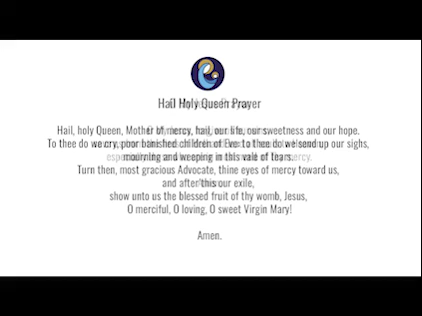 Hail Holy Queen Prayer
Hail, holy Queen, Mother of mercy, hail, our life, our sweetness and our hope.
To thee do we cry, poor banished children of Eve: to thee do we send up our sighs,
mourning and weeping in this vale of tears.
Turn then, most gracious Advocate, thine eyes of mercy toward us,
and after this our exile,
show unto us the blessed fruit of thy womb, Jesus,
O merciful, O loving, O sweet Virgin Mary!
Amen.